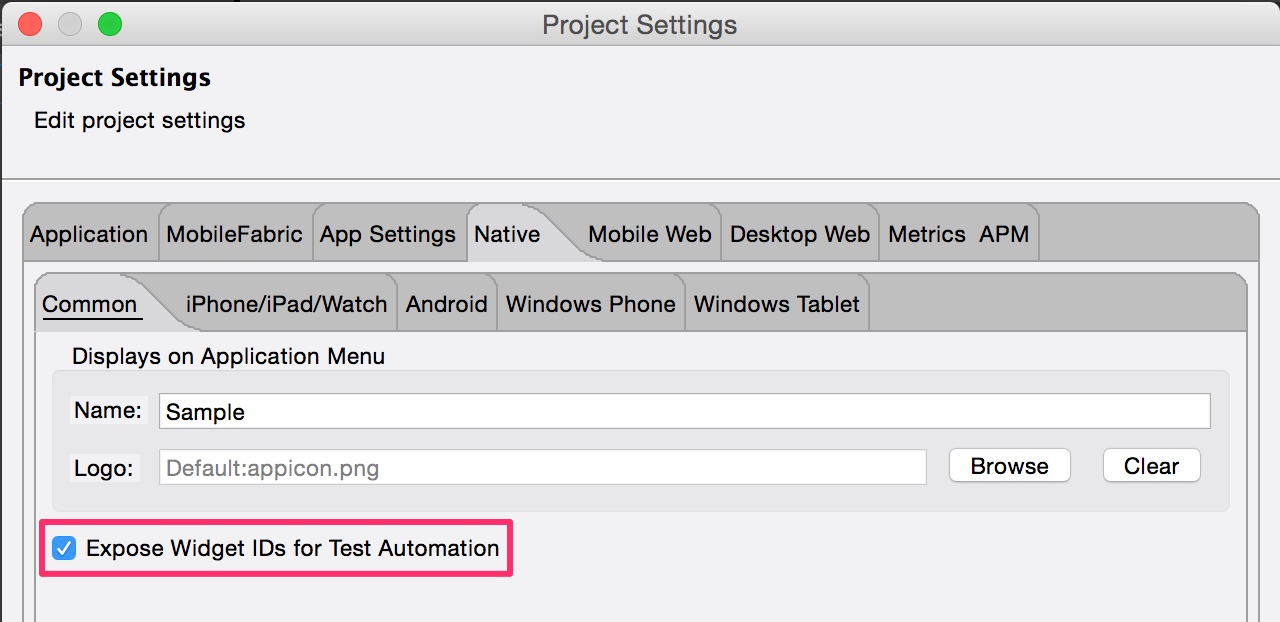 Project Settings
Project Settings
Edit project settings
Application MobileFabric App Settings Native Mobile Web Desktop Web Metrics APM
Common iPhone/iPad/Watch Android Windows Phone Windows Tablet
Displays on Application Menu
Name: Sample
Logo: Default:appicon.png Browse Clear
Expose Widget IDs for Test Automation